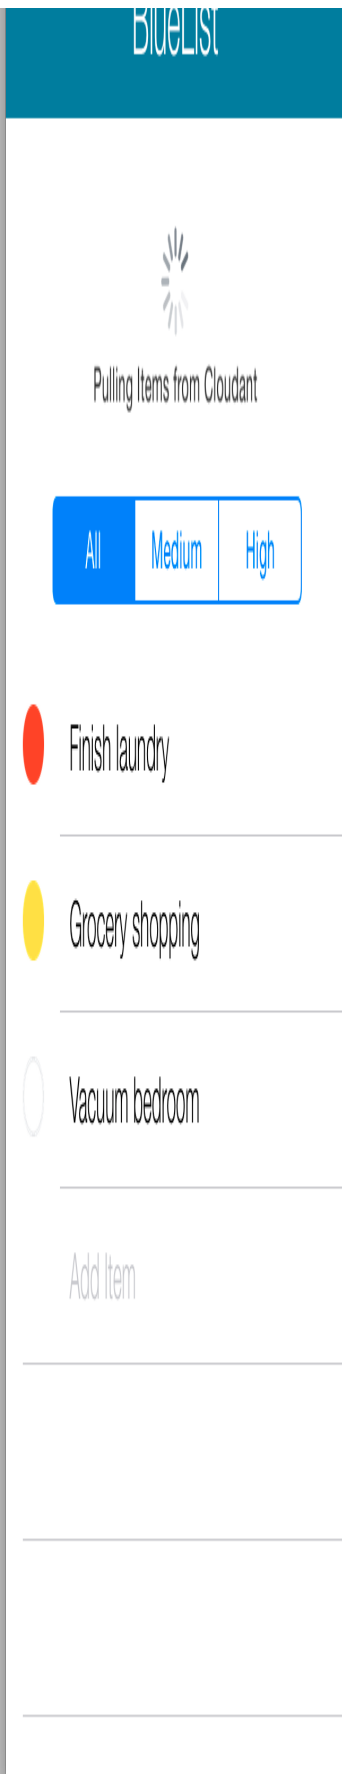 BlueList
Pulling Items from Cloudant
All Medium High
Finish laundry
Grocery shopping
Vacuum bedroom
Add Item